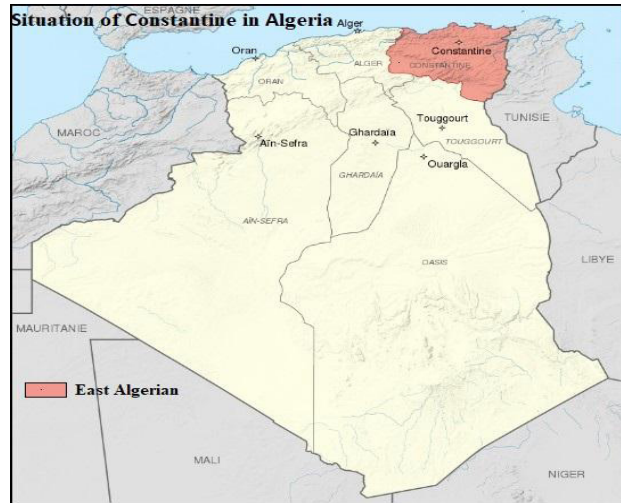 ESPAGNE
Situation of Constantine in Algeria
Alger
Oran
Constantine
ALGER
CONSTANTINE
ORAN
TUNISIE
MAROC
Touggourt
Aïn-Sefra
Ghardaïa
TOUGGOURT
Ouargla
GHARDAÏA
AÏN-SEFRA
OASIS
LIBYE
MAURITANIE
East Algerian
MALI
NIGER